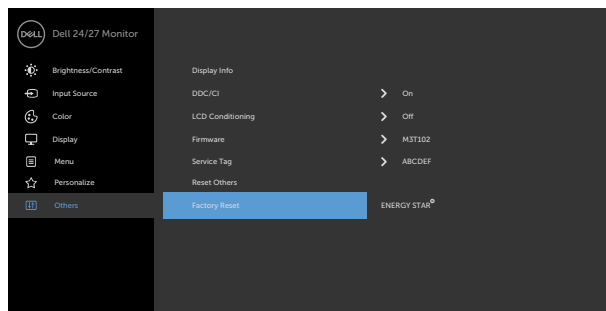 DELL Dell 24/27 Monitor
Brightness/Contrast Display Info
Input Source DDC/CI On
Color LCD Conditioning Off
Display Firmware M3T102
Menu Service Tag ABCDEF
Personalize Reset Others
Others Factory Reset ENERGY STAR®